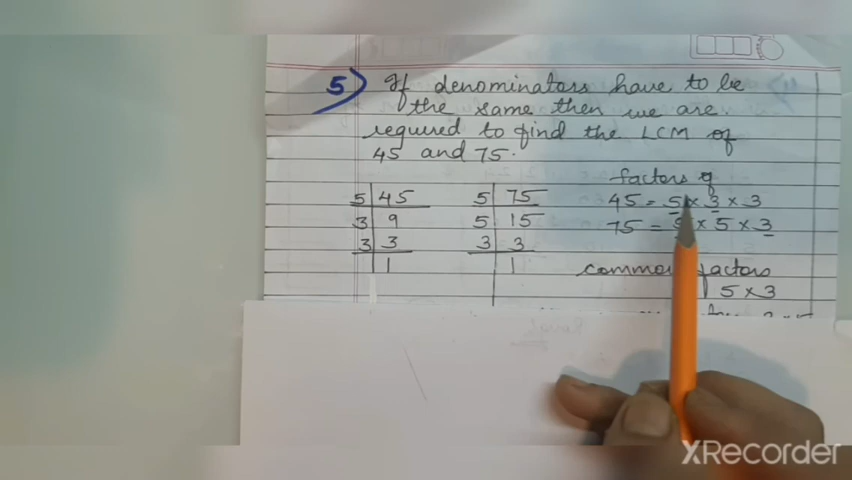 5) If denominators have to be
the same then we are
required to find the LCM of
45 and 75.
factors of
5 | 45
3 | 9
3 | 3
1
5 | 75
5 | 15
3 | 3
1
45 = 5 × 3 × 3
75 = 5 × 5 × 3
common factors
5 × 3
XRecorder